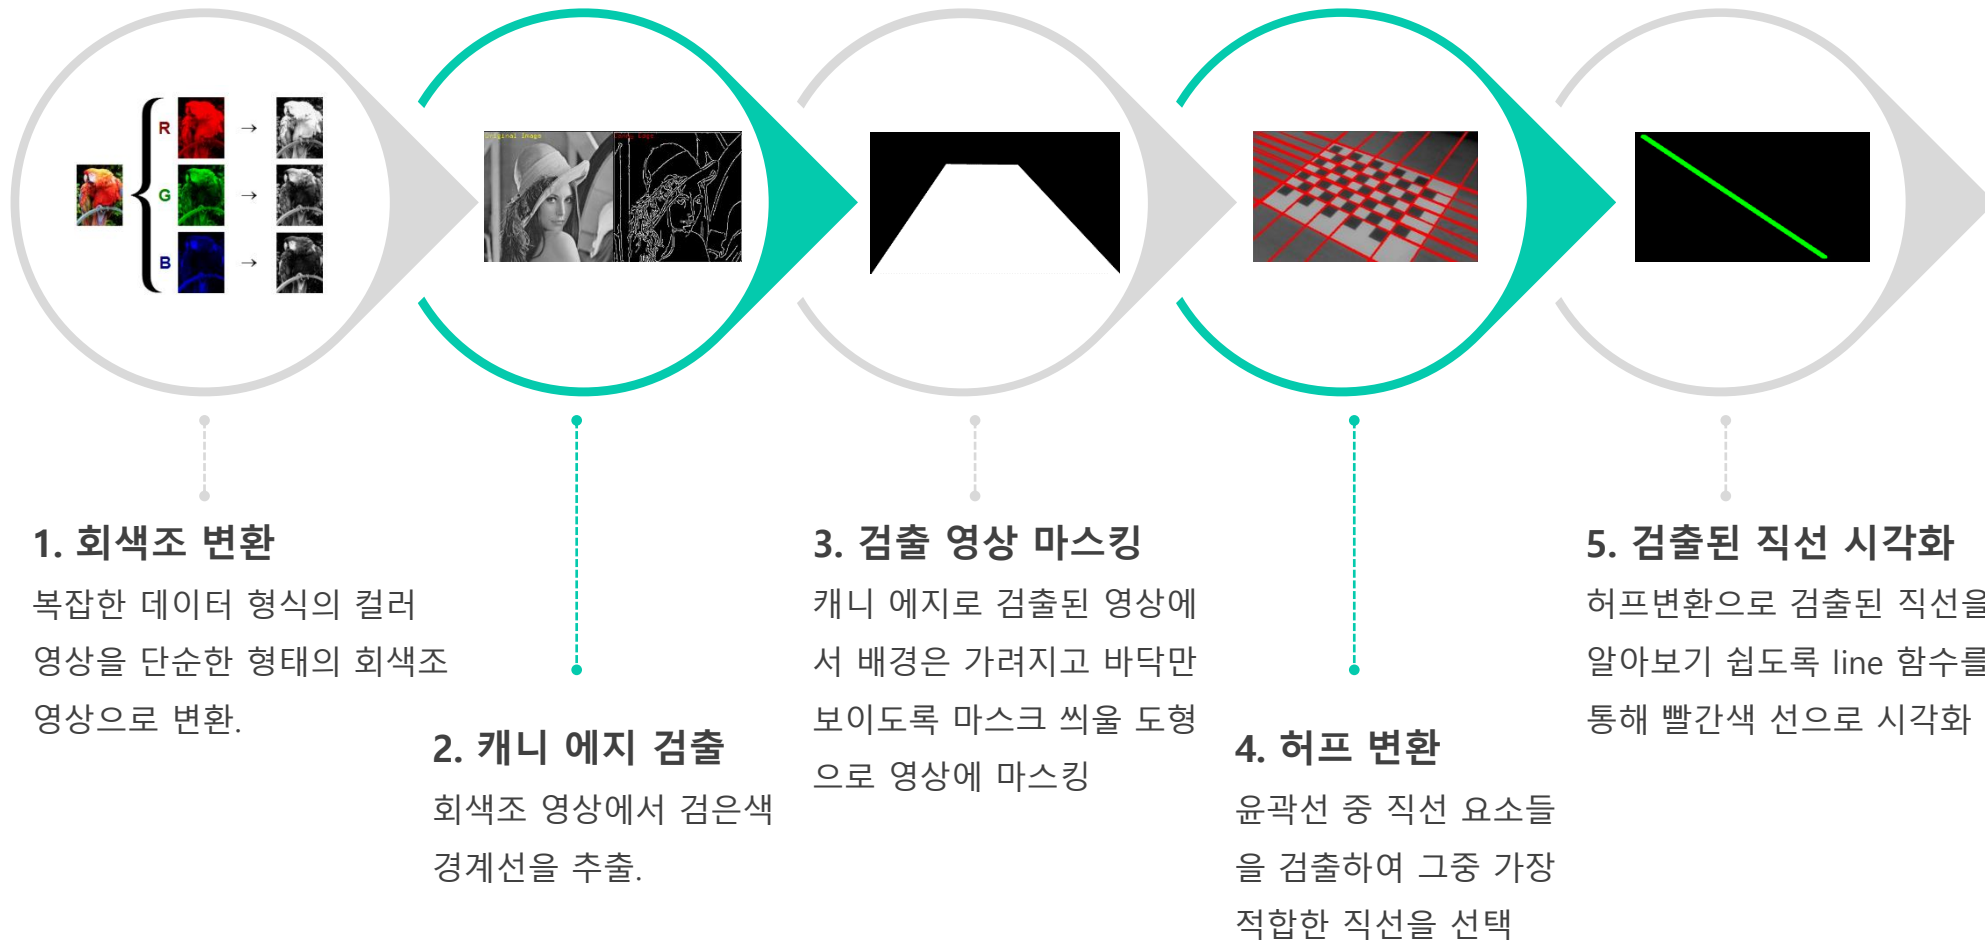 R
G
B
Original Image
1. 회색조 변환
복잡한 데이터 형식의 컬러
영상을 단순한 형태의 회색조
영상으로 변환.
2. 캐니 에지 검출
회색조 영상에서 검은색
경계선을 추출.
3. 검출 영상 마스킹
캐니 에지로 검출된 영상에
서 배경은 가려지고 바닥만
보이도록 마스크 씌울 도형
으로 영상에 마스킹
4. 허프 변환
윤곽선 중 직선 요소들
을 검출하여 그중 가장
적합한 직선을 선택
5. 검출된 직선 시각화
허프변환으로 검출된 직선을
알아보기 쉽도록 line 함수를
통해 빨간색 선으로 시각화